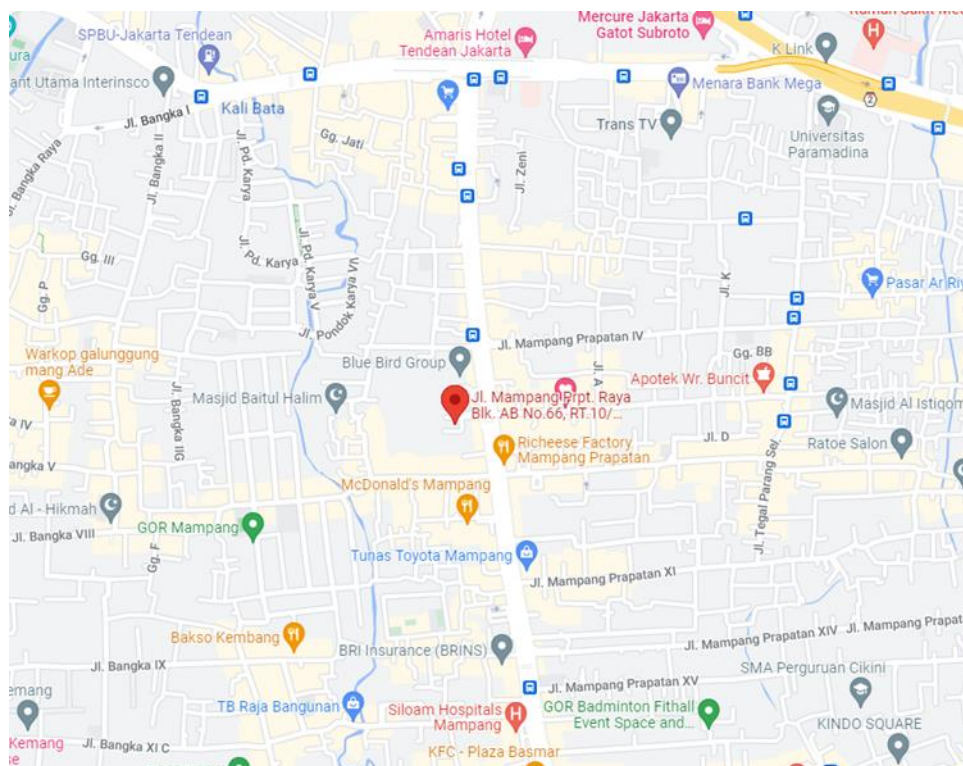 Mercure Jakarta
Gatot Subroto
SPBU-Jakarta Tendean
Amaris Hotel
Tendean Jakarta
K Link
ant Utama Interinsco
Menara Bank Mega
2
Kali Bata
Jl. Bangka I
Trans TV
Universitas
Paramadina
Gg. Jati
Jl. Bangka Raya
Jl. Bangka II
Jl. Pd. Karya
Jl. Zeni
Gg. III
Jl. Pd. Karya
Jl. Pd. Karya V
Jl. Pondok Karya VI
Jl. K
Gg. P
Pasar Ar Riy
Jl. Mampang Prapatan IV
Warkop galunggung
mang Ade
Blue Bird Group
Gg. BB
Jl. A
Apotek Wr. Buncit
Masjid Baitul Halim
Jl. Mampang Prpt. Raya
Blk. AB No.66, RT.10/...
Masjid Al Istiqom
Jl. Bangka IIG
a IV
Jl. D
Ratoe Salon
Richeese Factory
Mampang Prapatan
angka V
McDonald's Mampang
Jl. Tegal Parang Sel.
d Al - Hikmah
GOR Mampang
Jl. Bangka VIII
Gg. F
Tunas Toyota Mampang
Jl. Mampang Prapatan XI
Bakso Kembang
Jl. Mampang Prapatan XIV
Jl. Mampang Prapat
BRI Insurance (BRINS)
Jl. Bangka IX
SMA Perguruan Cikini
Jl. Mampang Prapatan XV
emang
TB Raja Bangunan
Siloam Hospitals
Mampang
GOR Badminton Fithall
Event Space and...
KINDO SQUARE
Kemang
se
Jl. Bangka XI C
KFC - Plaza Basmar